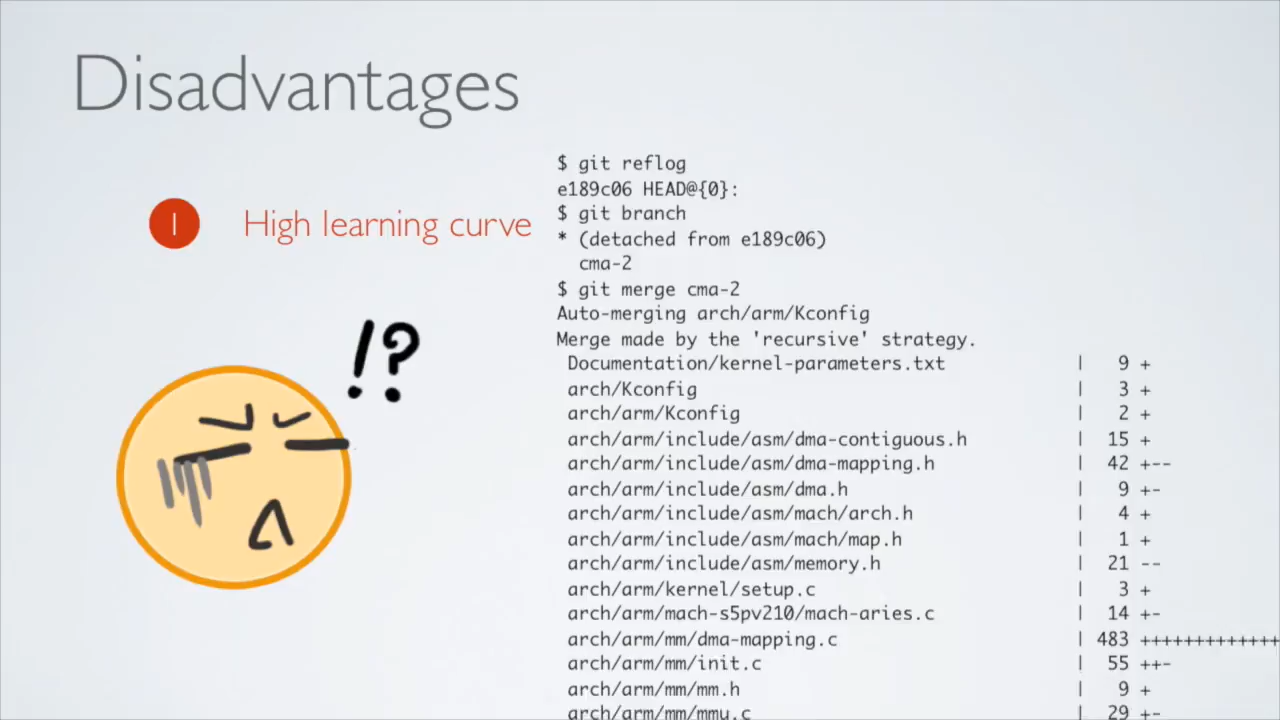 Disadvantages
1 High learning curve
!?
$ git reflog
e189c06 HEAD@{0}:
$ git branch
* (detached from e189c06)
cma-2
$ git merge cma-2
Auto-merging arch/arm/Kconfig
Merge made by the 'recursive' strategy.
Documentation/kernel-parameters.txt | 9 +
arch/Kconfig | 3 +
arch/arm/Kconfig | 2 +
arch/arm/include/asm/dma-contiguous.h | 15 +
arch/arm/include/asm/dma-mapping.h | 42 +--
arch/arm/include/asm/dma.h | 9 +-
arch/arm/include/asm/mach/arch.h | 4 +
arch/arm/include/asm/mach/map.h | 1 +
arch/arm/include/asm/memory.h | 21 --
arch/arm/kernel/setup.c | 3 +
arch/arm/mach-s5pv210/mach-aries.c | 14 +-
arch/arm/mm/dma-mapping.c | 483 +++++++++++++
arch/arm/mm/init.c | 55 ++-
arch/arm/mm/mm.h | 9 +
arch/arm/mm/mmu.c | 29 +-